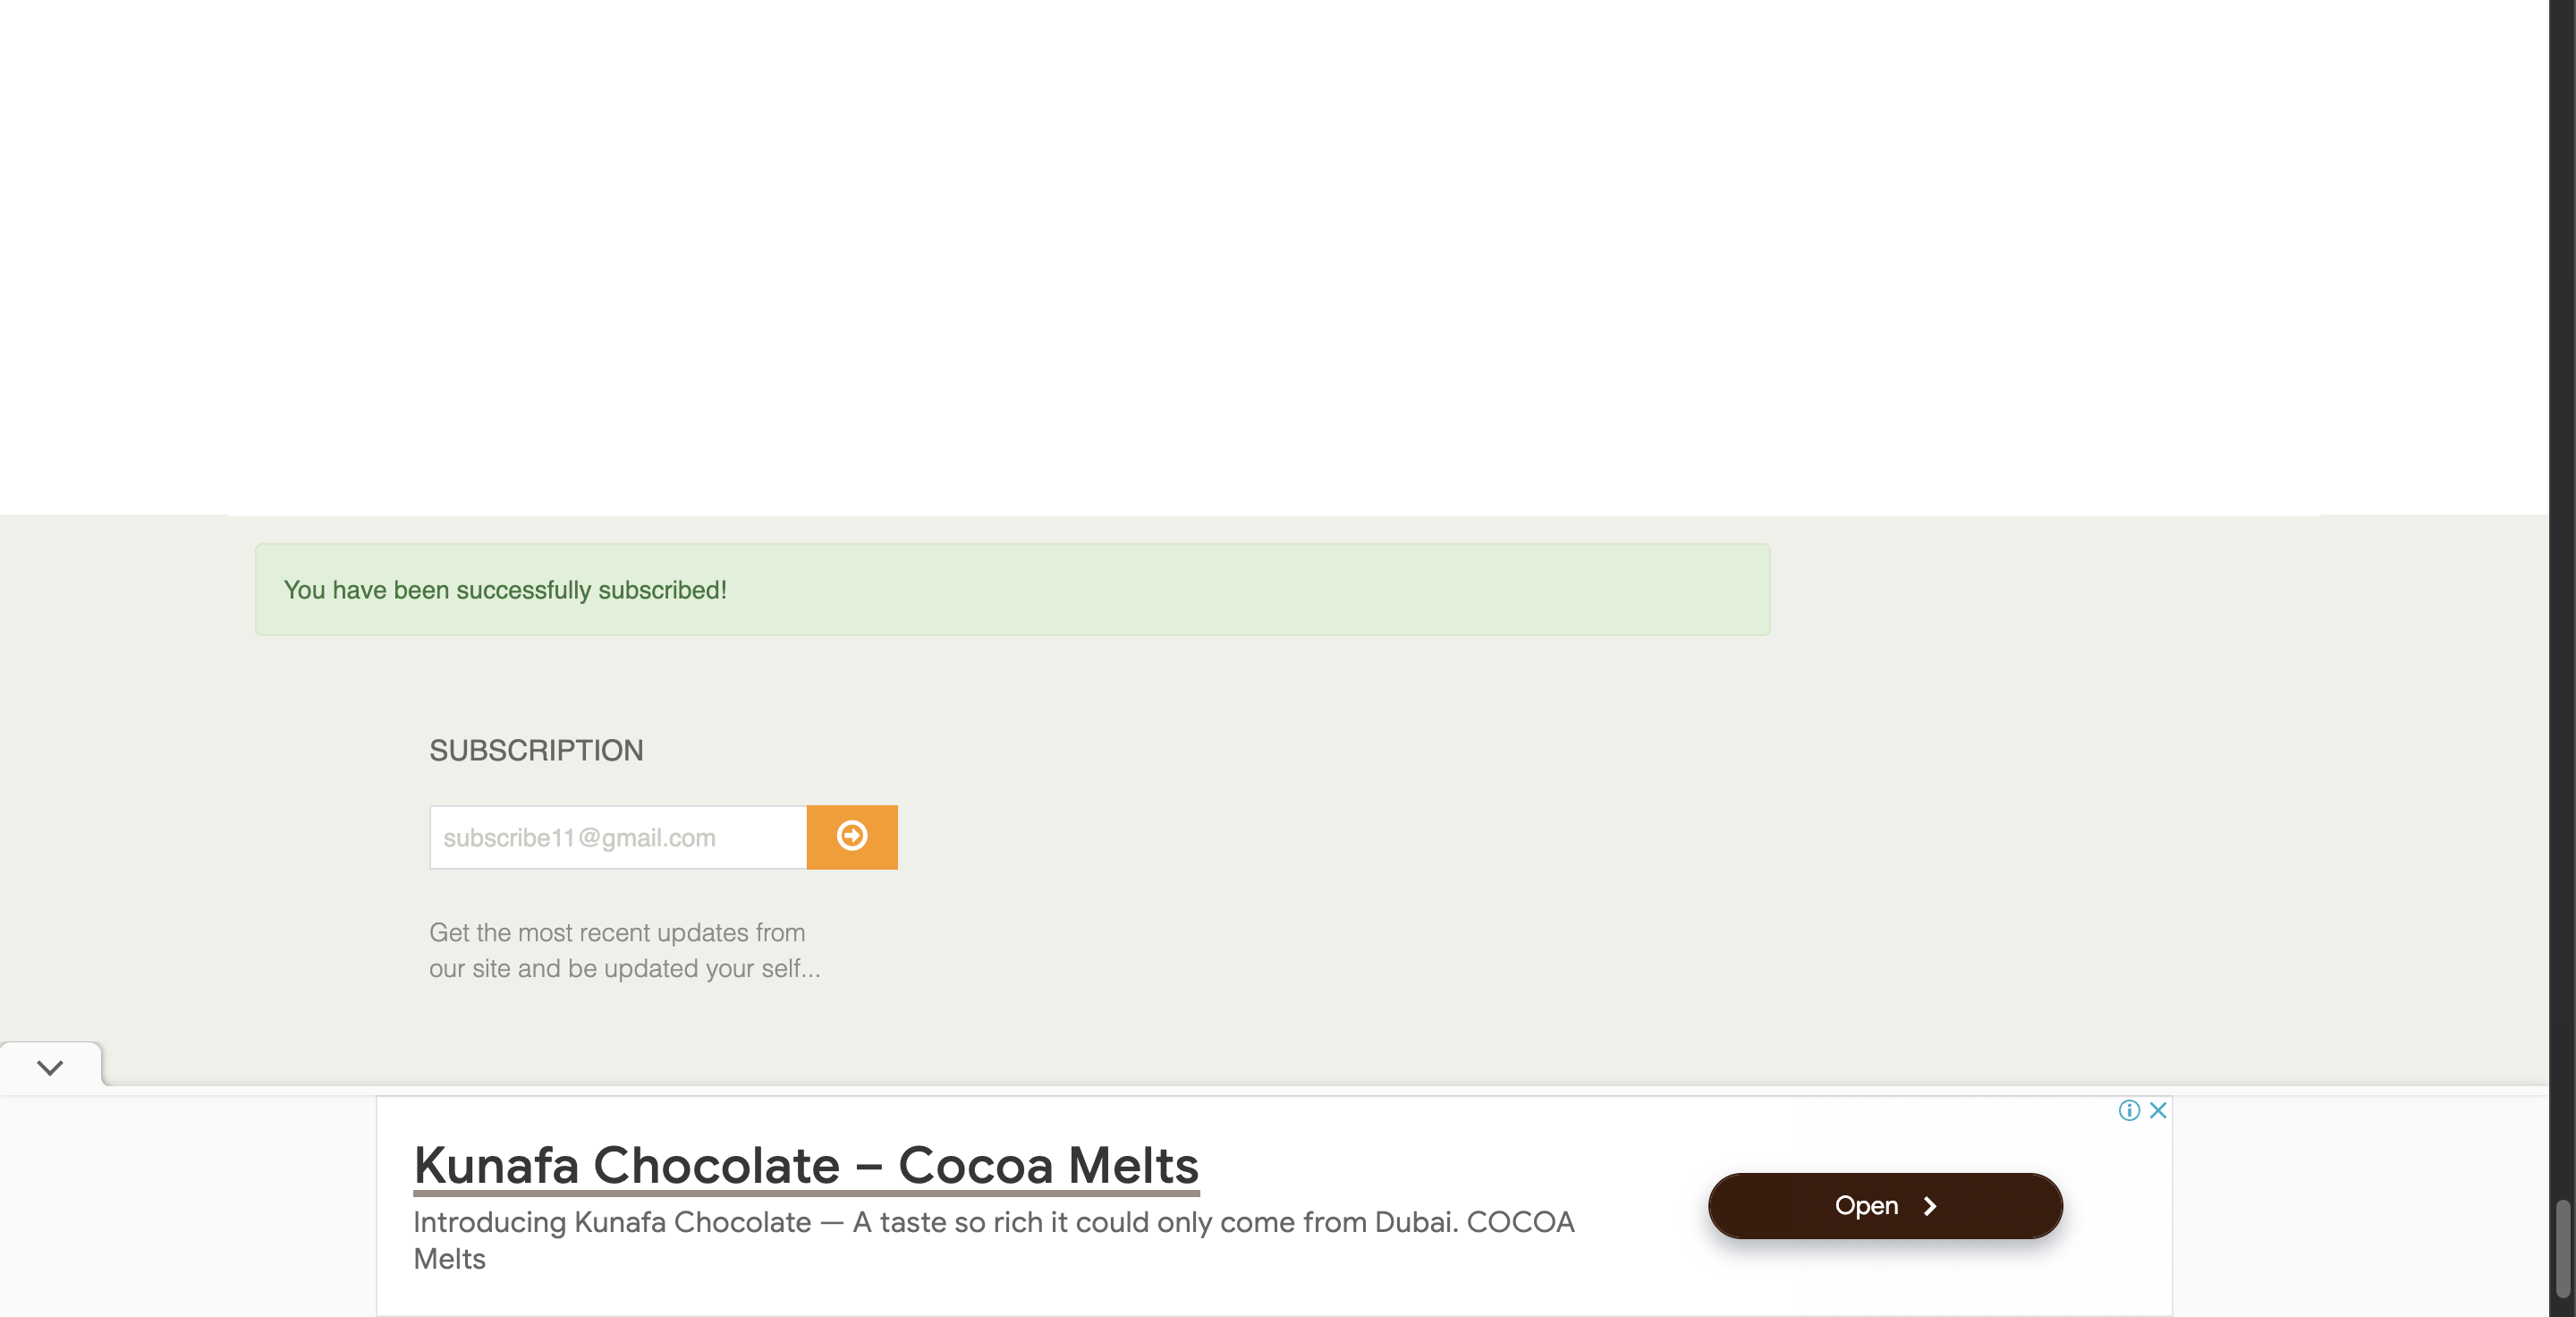 You have been successfully subscribed!
SUBSCRIPTION
subscribe11@gmail.com
Get the most recent updates from
our site and be updated your self...
Kunafa Chocolate – Cocoa Melts
Introducing Kunafa Chocolate — A taste so rich it could only come from Dubai. COCOA
Melts
Open